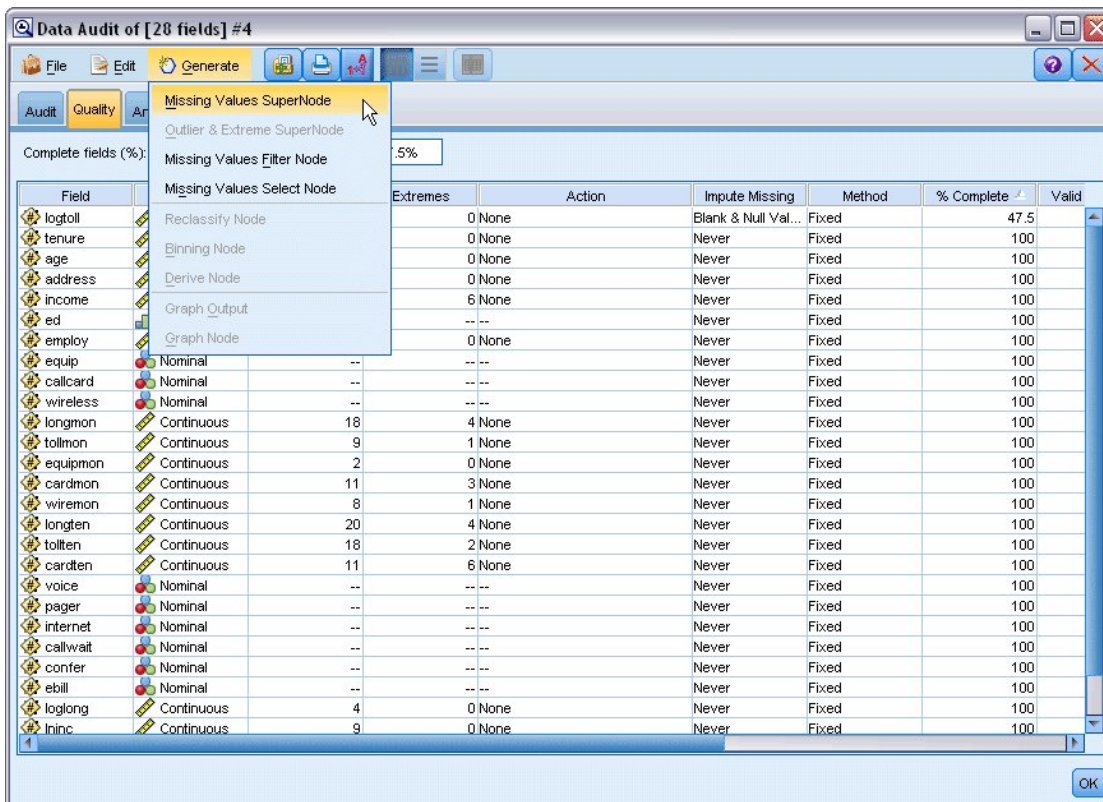 Data Audit of [28 fields] #4
File Edit Generate
Audit Quality An
Missing Values SuperNode
Outlier & Extreme SuperNode
Missing Values Filter Node
Missing Values Select Node
Reclassify Node
Binning Node
Derive Node
Graph Output
Graph Node
Complete fields (%): .5%
Field Extremes Action Impute Missing Method % Complete Valid
logtoll 0 None Blank & Null Val... Fixed 47.5
tenure 0 None Never Fixed 100
age 0 None Never Fixed 100
address 0 None Never Fixed 100
income 6 None Never Fixed 100
ed -- -- Never Fixed 100
employ 0 None Never Fixed 100
equip Nominal -- -- -- Never Fixed 100
callcard Nominal -- -- -- Never Fixed 100
wireless Nominal -- -- -- Never Fixed 100
longmon Continuous 18 4 None Never Fixed 100
tollmon Continuous 9 1 None Never Fixed 100
equipmon Continuous 2 0 None Never Fixed 100
cardmon Continuous 11 3 None Never Fixed 100
wiremon Continuous 8 1 None Never Fixed 100
longten Continuous 20 4 None Never Fixed 100
tollten Continuous 18 2 None Never Fixed 100
cardten Continuous 11 6 None Never Fixed 100
voice Nominal -- -- -- Never Fixed 100
pager Nominal -- -- -- Never Fixed 100
internet Nominal -- -- -- Never Fixed 100
callwait Nominal -- -- -- Never Fixed 100
confer Nominal -- -- -- Never Fixed 100
ebill Nominal -- -- -- Never Fixed 100
loglong Continuous 4 0 None Never Fixed 100
lninc Continuous 9 0 None Never Fixed 100
OK